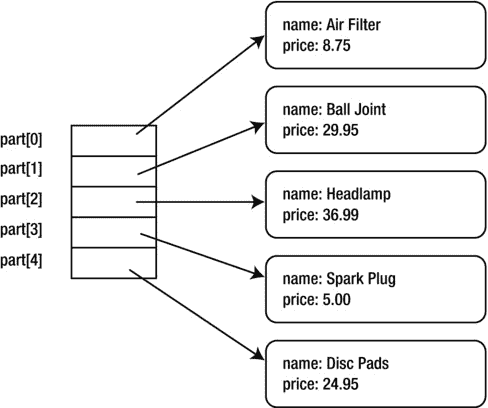 name: Air Filter
price: 8.75
name: Ball Joint
price: 29.95
part[0]
part[1]
part[2]
part[3]
part[4]
name: Headlamp
price: 36.99
name: Spark Plug
price: 5.00
name: Disc Pads
price: 24.95